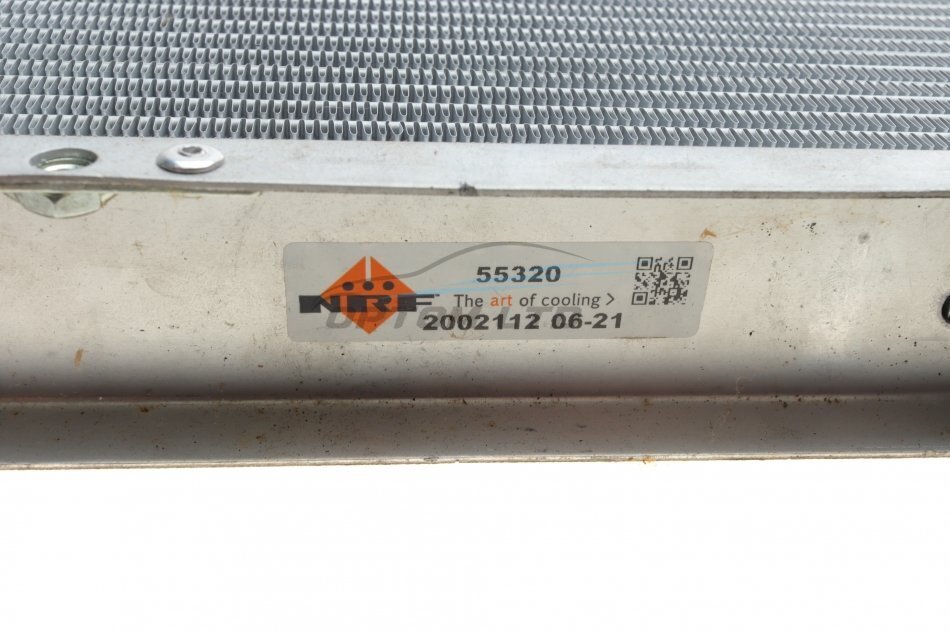 55320
NRF The art of cooling >
2002112 06-21